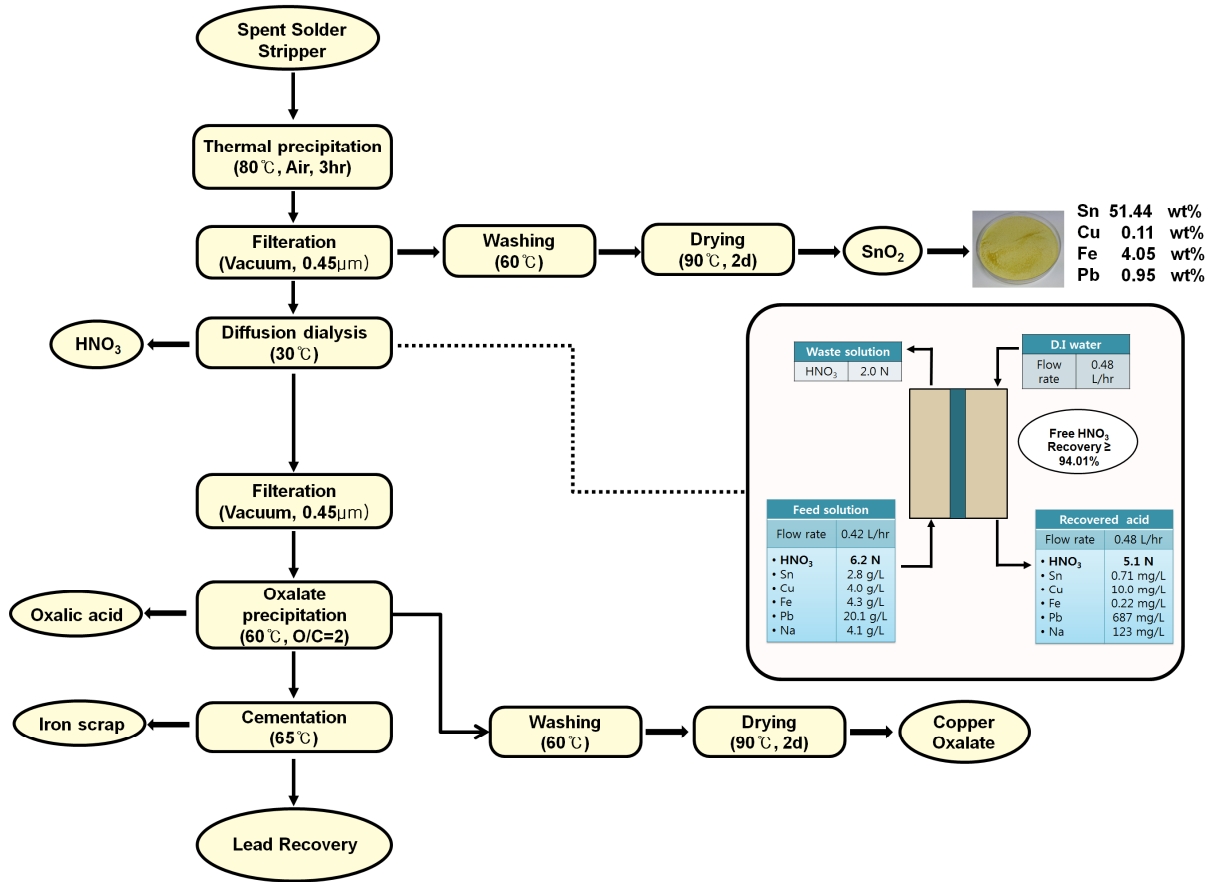 Spent Solder
Stripper
Thermal precipitation
(80℃, Air, 3hr)
Filteration
(Vacuum, 0.45μm)
Washing
(60℃)
Drying
(90℃, 2d)
SnO2
Sn 51.44 wt%
Cu 0.11 wt%
Fe 4.05 wt%
Pb 0.95 wt%
HNO3
Diffusion dialysis
(30℃)
Waste solution
HNO3 2.0 N
D.I water
Flow
rate
0.48
L/hr
Free HNO3
Recovery ≥
94.01%
Feed solution
Flow rate 0.42 L/hr
• HNO3 6.2 N
• Sn 2.8 g/L
• Cu 4.0 g/L
• Fe 4.3 g/L
• Pb 20.1 g/L
• Na 4.1 g/L
Recovered acid
Flow rate 0.48 L/hr
• HNO3 5.1 N
• Sn 0.71 mg/L
• Cu 10.0 mg/L
• Fe 0.22 mg/L
• Pb 687 mg/L
• Na 123 mg/L
Filteration
(Vacuum, 0.45μm)
Oxalic acid
Oxalate
precipitation
(60℃, O/C=2)
Iron scrap
Cementation
(65℃)
Washing
(60℃)
Drying
(90℃, 2d)
Copper
Oxalate
Lead Recovery